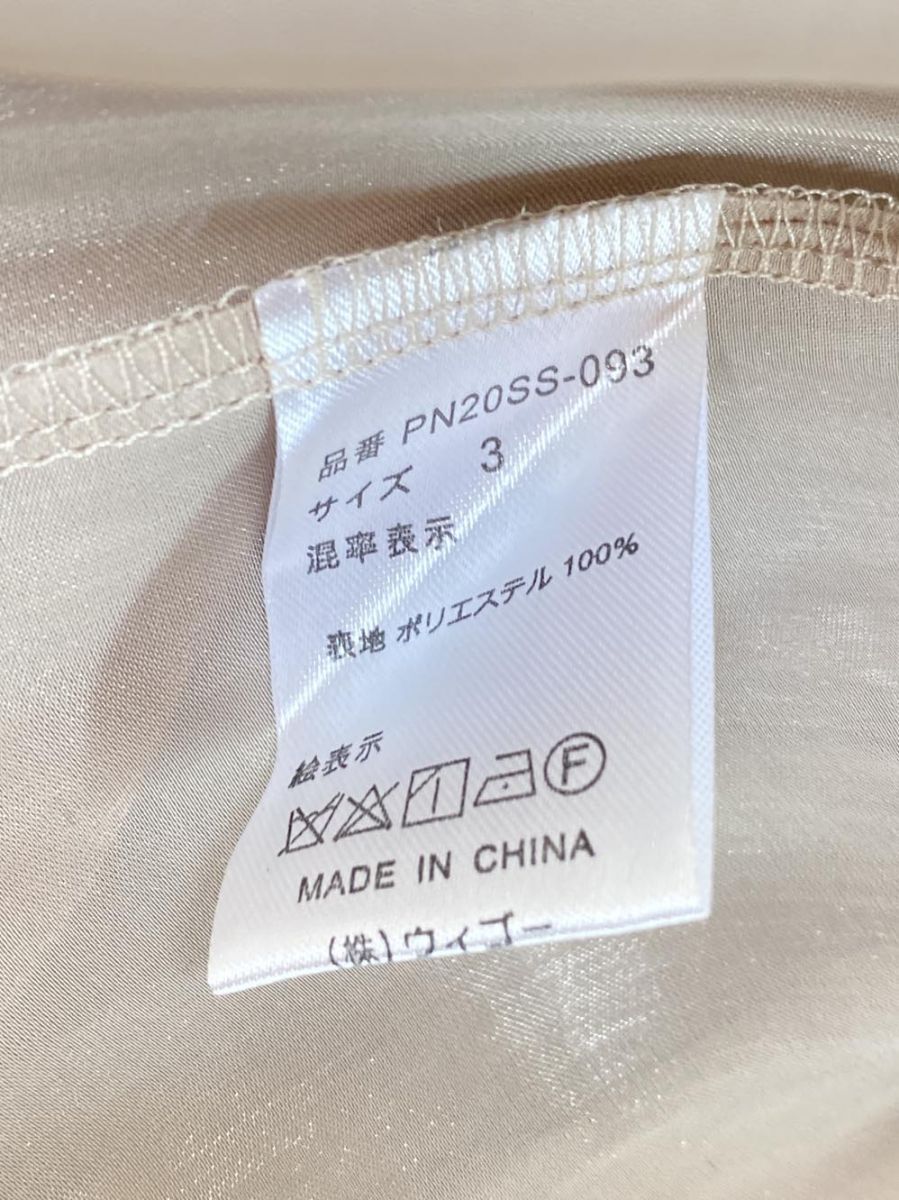 品番 PN20SS-093
サイズ 3
混率表示
表地 ポリエステル 100%
絵表示
F
MADE IN CHINA
(株)ウィゴー